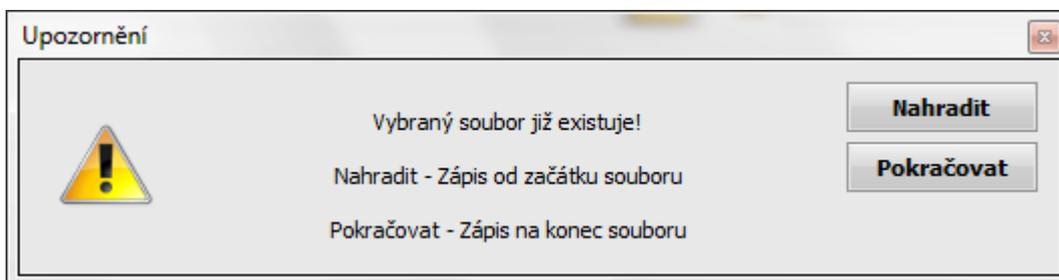 Upozornění
Vybraný soubor již existuje!
Nahradit - Zápis od začátku souboru
Pokračovat - Zápis na konec souboru
Nahradit
Pokračovat